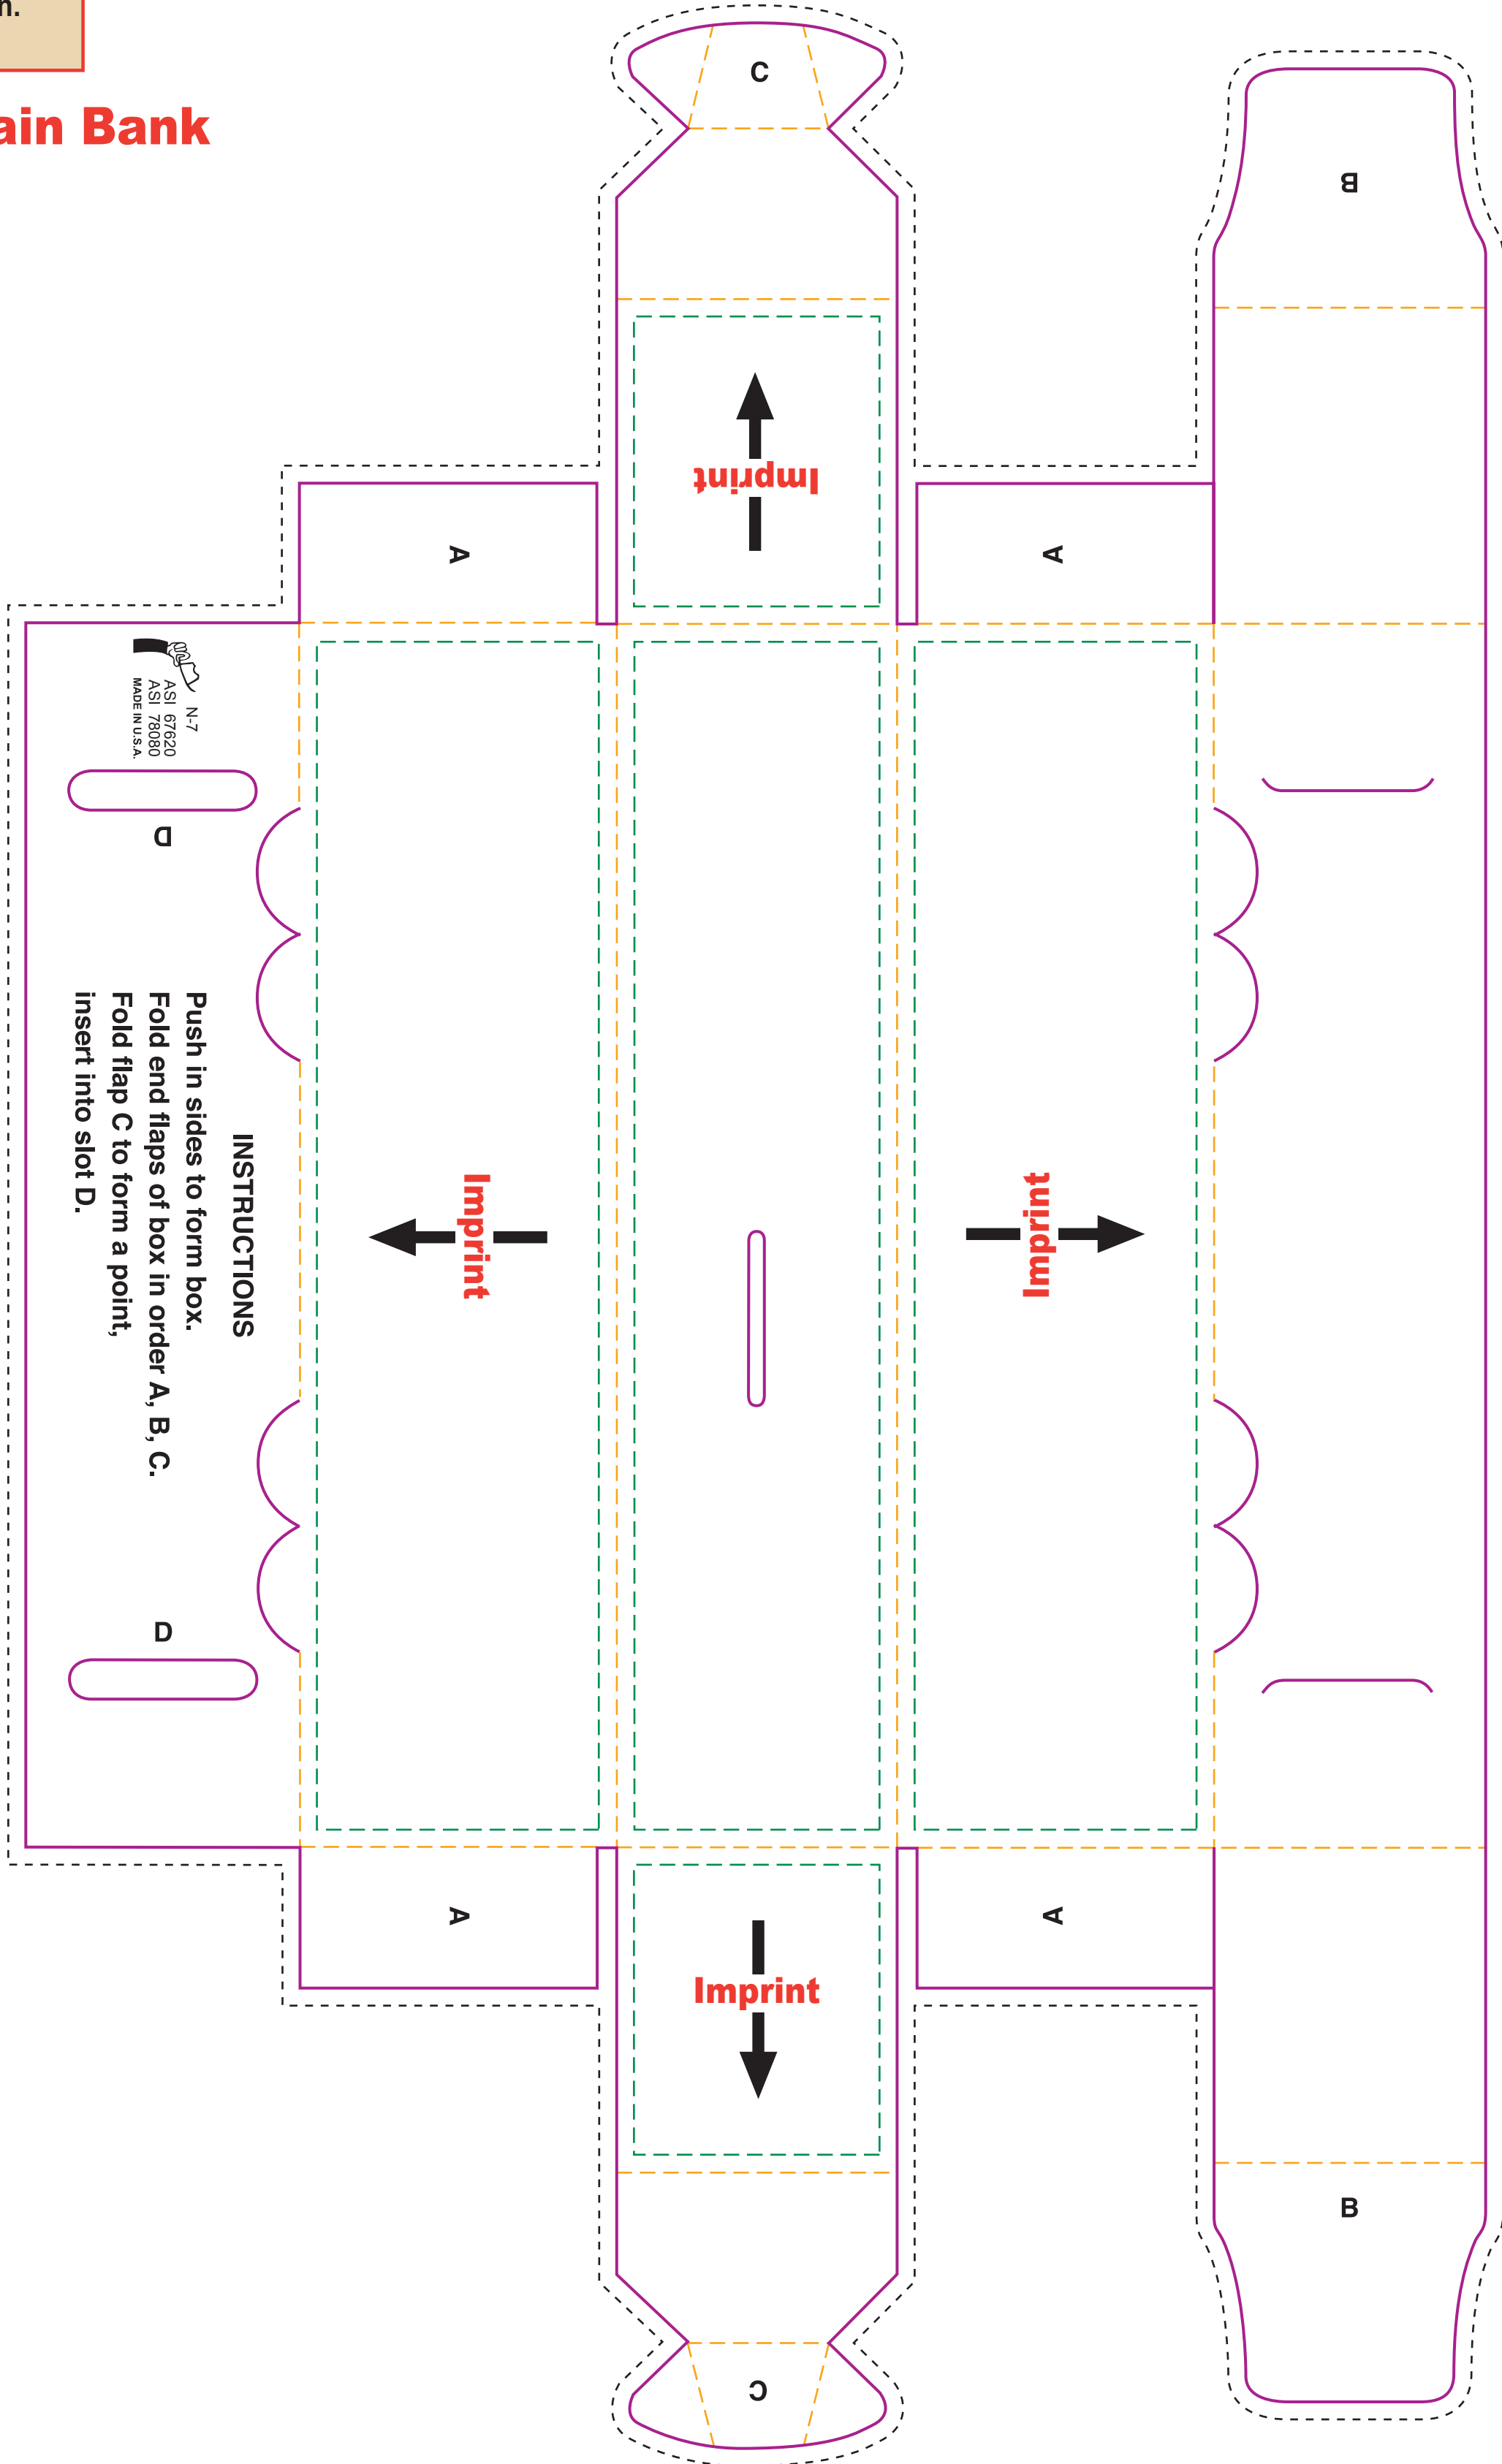 n.
ain Bank
C
B
Imprint
A
A
N-7
ASI 67620
ASI 78080
MADE IN U.S.A.
D
INSTRUCTIONS
Push in sides to form box.
Fold end flaps of box in order A, B, C.
Fold flap C to form a point,
insert into slot D.
Imprint
Imprint
D
A
A
Imprint
B
C